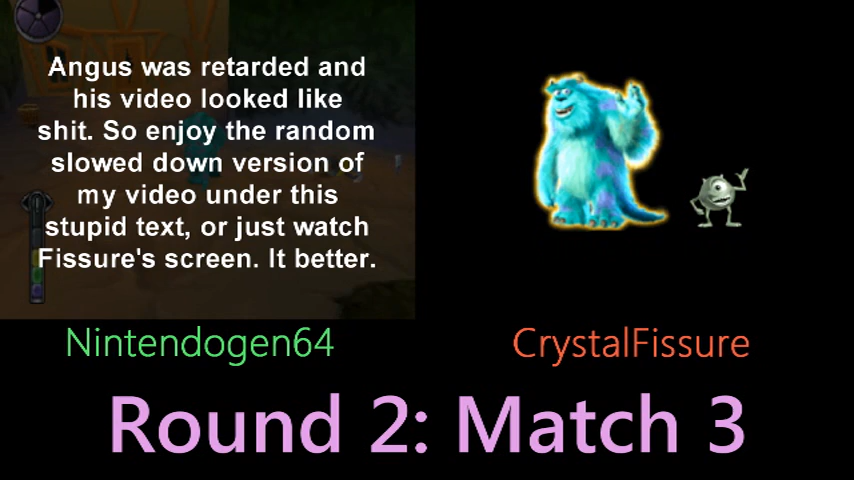 Angus was retarded and
his video looked like
shit. So enjoy the random
slowed down version of
my video under this
stupid text, or just watch
Fissure's screen. It better.
Nintendogen64
CrystalFissure
Round 2: Match 3